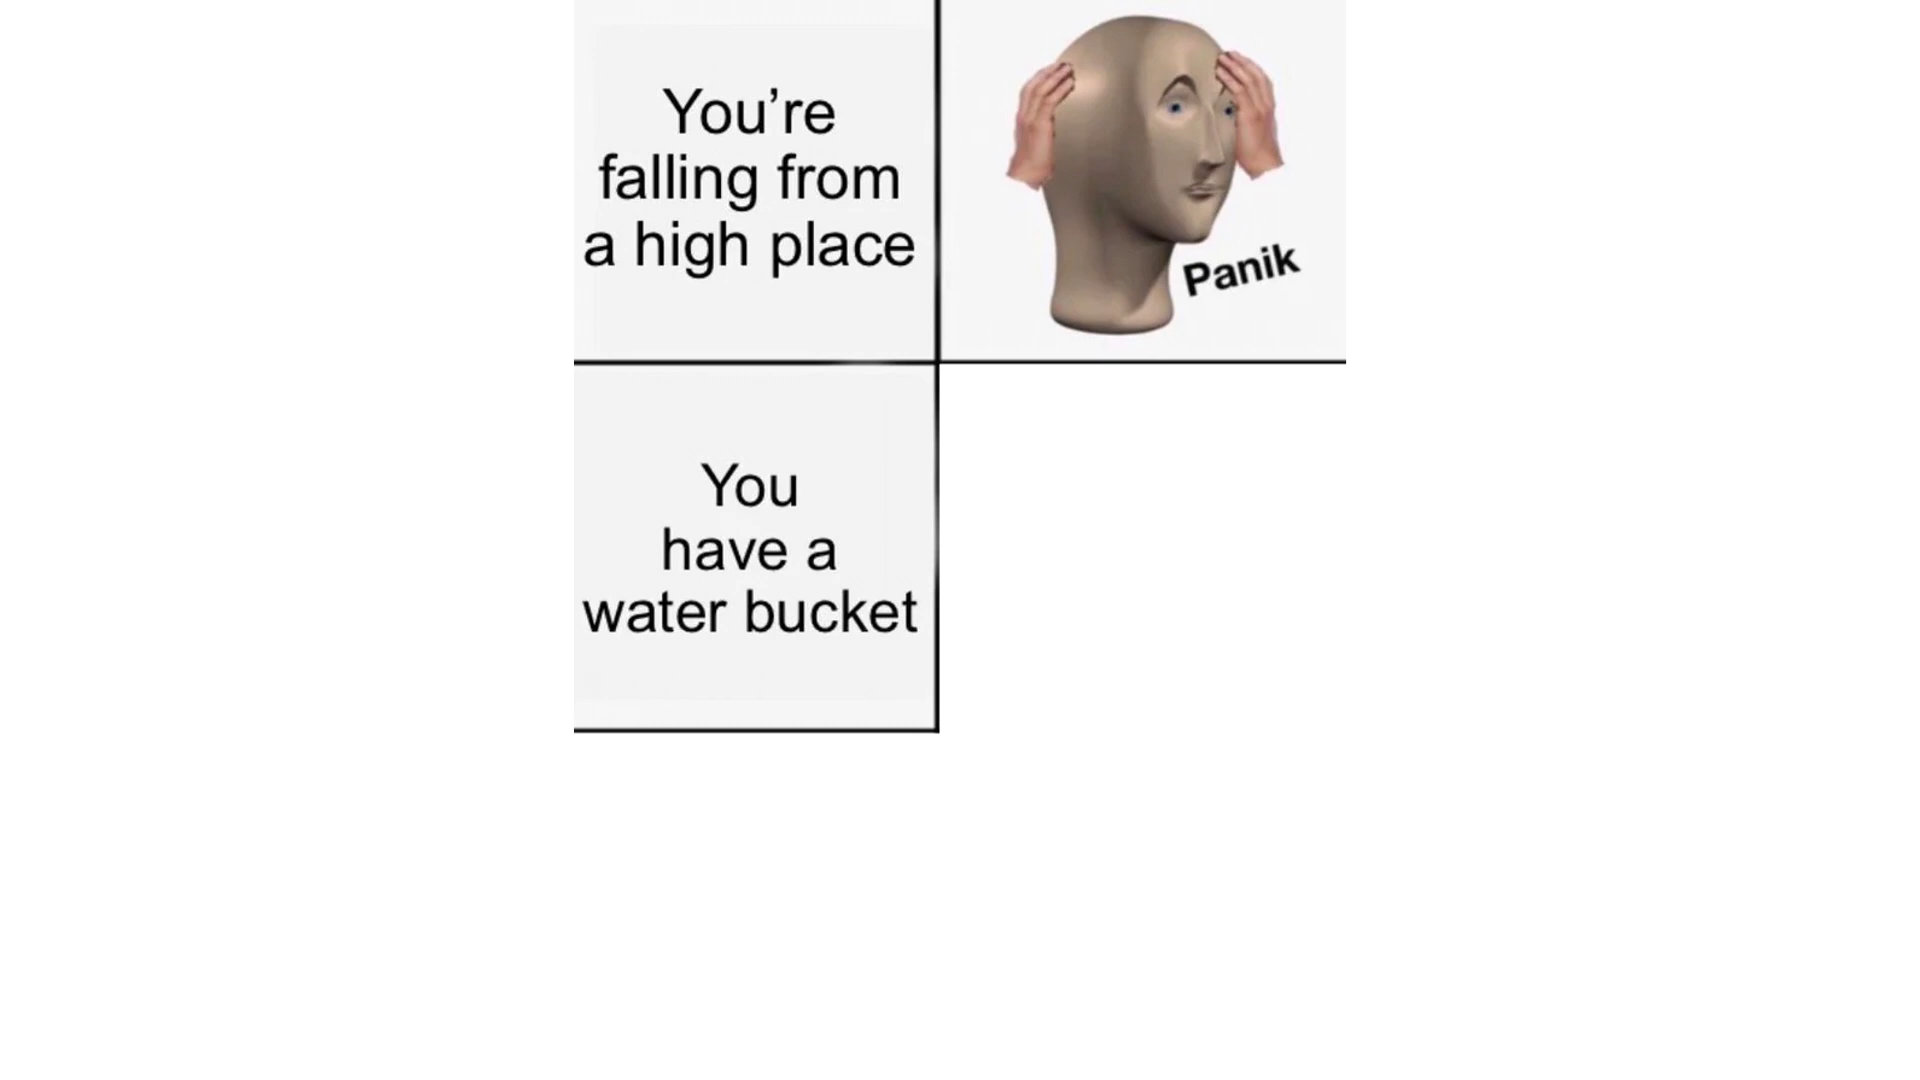 You’re
falling from
a high place
Panik
You
have a
water bucket